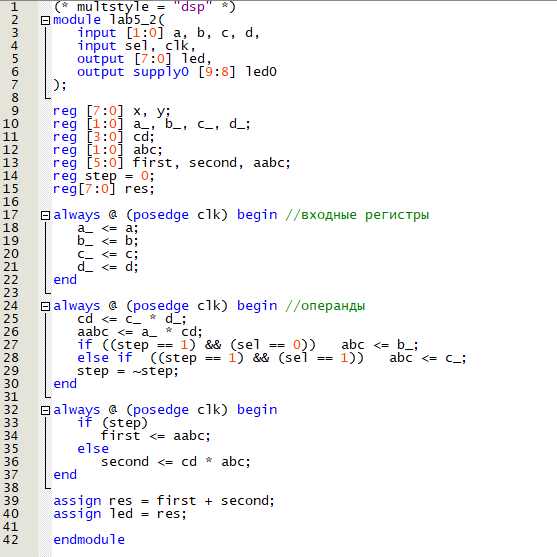 1 (* multstyle = "dsp" *)
2 module lab5_2(
3 input [1:0] a, b, c, d,
4 input sel, clk,
5 output [7:0] led,
6 output supply0 [9:8] led0
7 );
8
9 reg [7:0] x, y;
10 reg [1:0] a_, b_, c_, d_;
11 reg [3:0] cd;
12 reg [1:0] abc;
13 reg [5:0] first, second, aabc;
14 reg step = 0;
15 reg[7:0] res;
16
17 always @ (posedge clk) begin //входные регистры
18 a_ <= a;
19 b_ <= b;
20 c_ <= c;
21 d_ <= d;
22 end
23
24 always @ (posedge clk) begin //операнды
25 cd <= c_ * d_;
26 aabc <= a_ * cd;
27 if ((step == 1) && (sel == 0)) abc <= b_;
28 else if ((step == 1) && (sel == 1)) abc <= c_;
29 step = ~step;
30 end
31
32 always @ (posedge clk) begin
33 if (step)
34 first <= aabc;
35 else
36 second <= cd * abc;
37 end
38
39 assign res = first + second;
40 assign led = res;
41
42 endmodule